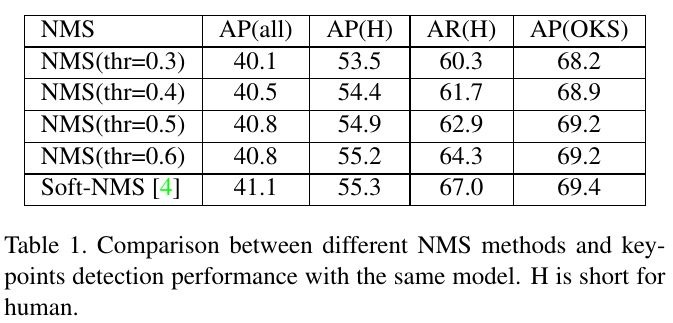 NMS AP(all) AP(H) AR(H) AP(OKS)
NMS(thr=0.3) 40.1 53.5 60.3 68.2
NMS(thr=0.4) 40.5 54.4 61.7 68.9
NMS(thr=0.5) 40.8 54.9 62.9 69.2
NMS(thr=0.6) 40.8 55.2 64.3 69.2
Soft-NMS [4] 41.1 55.3 67.0 69.4
Table 1. Comparison between different NMS methods and key-
points detection performance with the same model. H is short for
human.